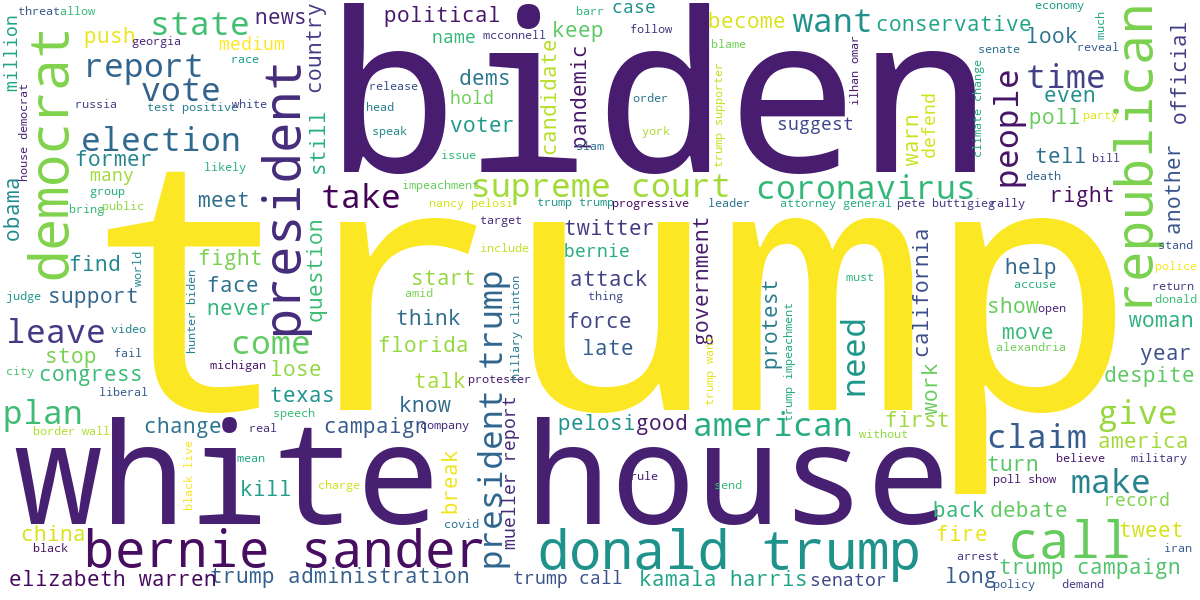 threat
allow
political
biden
barr
case
become
want
conservative
economy
much
million
push
state
news
country
name
mcconnell
keep
follow
blame
look
senate
reveal
republican
official
georgia
medium
race
report
vote
president
release
dems
candidate
pandemic
ilhan omar
climate change
people
time
even
democrat
house democrat
russia
test positive
white
head
hold
order
trump supporter
warn
defend
poll
party
election
still
speak
voter
york
suggest
tell
bill
former
likely
issue
slam
death
many
group
bring
public
obama
meet
take
impeachment
supreme court
coronavirus
right
another
nancy pelosi
trump trump
progressive
leader
attorney general
pete buttigieg
rally
trump
target
twitter
stand
find
world
fight
question
include
bernie
government
california
help
police
judge
support
hunter biden
face
never
start
amid
president trump
hillary clinton
attack
thing
protest
must
accuse
show
open
return
donald
leave
video
think
force
trump want
trump impeachment
need
move
woman
stop
fail
come
florida
late
alexandria
year
city
congress
michigan
lose
talk
protester
work
despite
liberal
texas
know
plan
speech
mueller report
first
give
border wall
change
real
campaign
company
pelosi
good
american
without
claim
america
white house
black live
mean
break
rule
turn
believe
military
kill
charge
send
poll show
make
china
covid
back
debate
record
black
bernie sander
donald trump
fire
call
tweet
iran
arrest
elizabeth warren
trump administration
trump call
kamala harris
senator
long
trump campaign
policy
demand